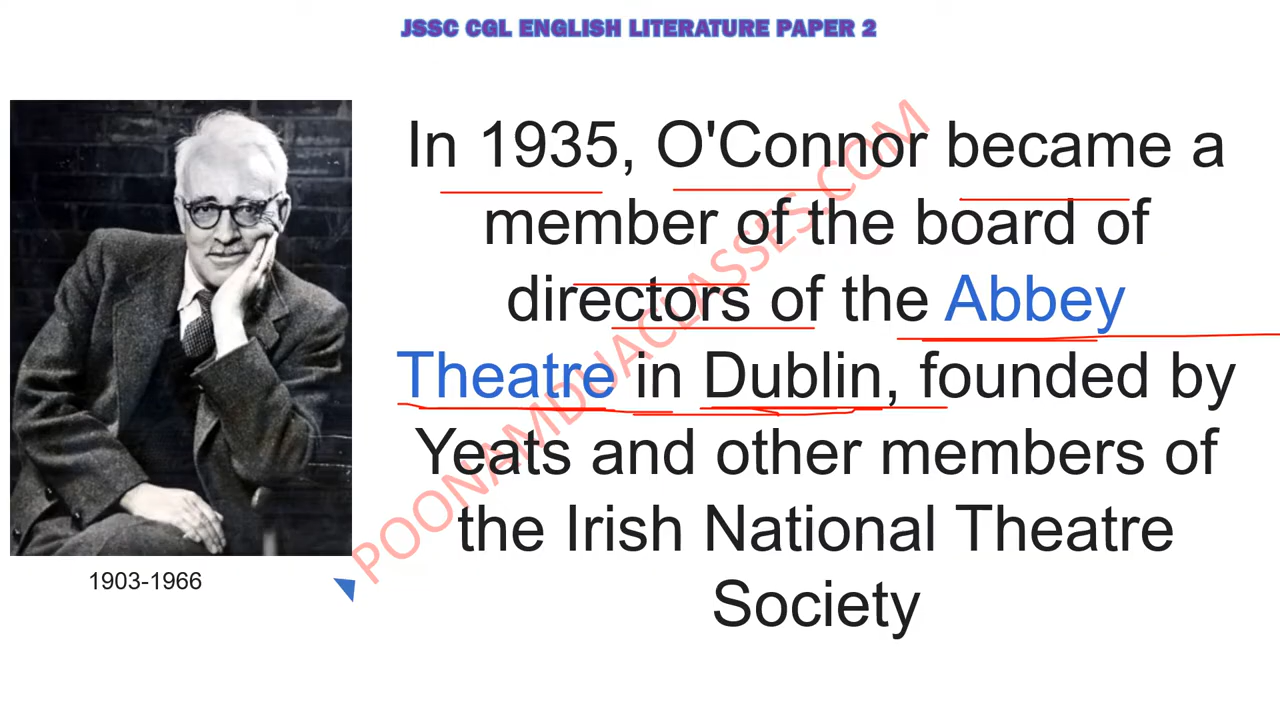 JSSC CGL ENGLISH LITERATURE PAPER 2
In 1935, O'Connor became a
member of the board of
directors of the Abbey
Theatre in Dublin, founded by
Yeats and other members of
the Irish National Theatre
Society
1903-1966
POONAMDUACLASSES.COM